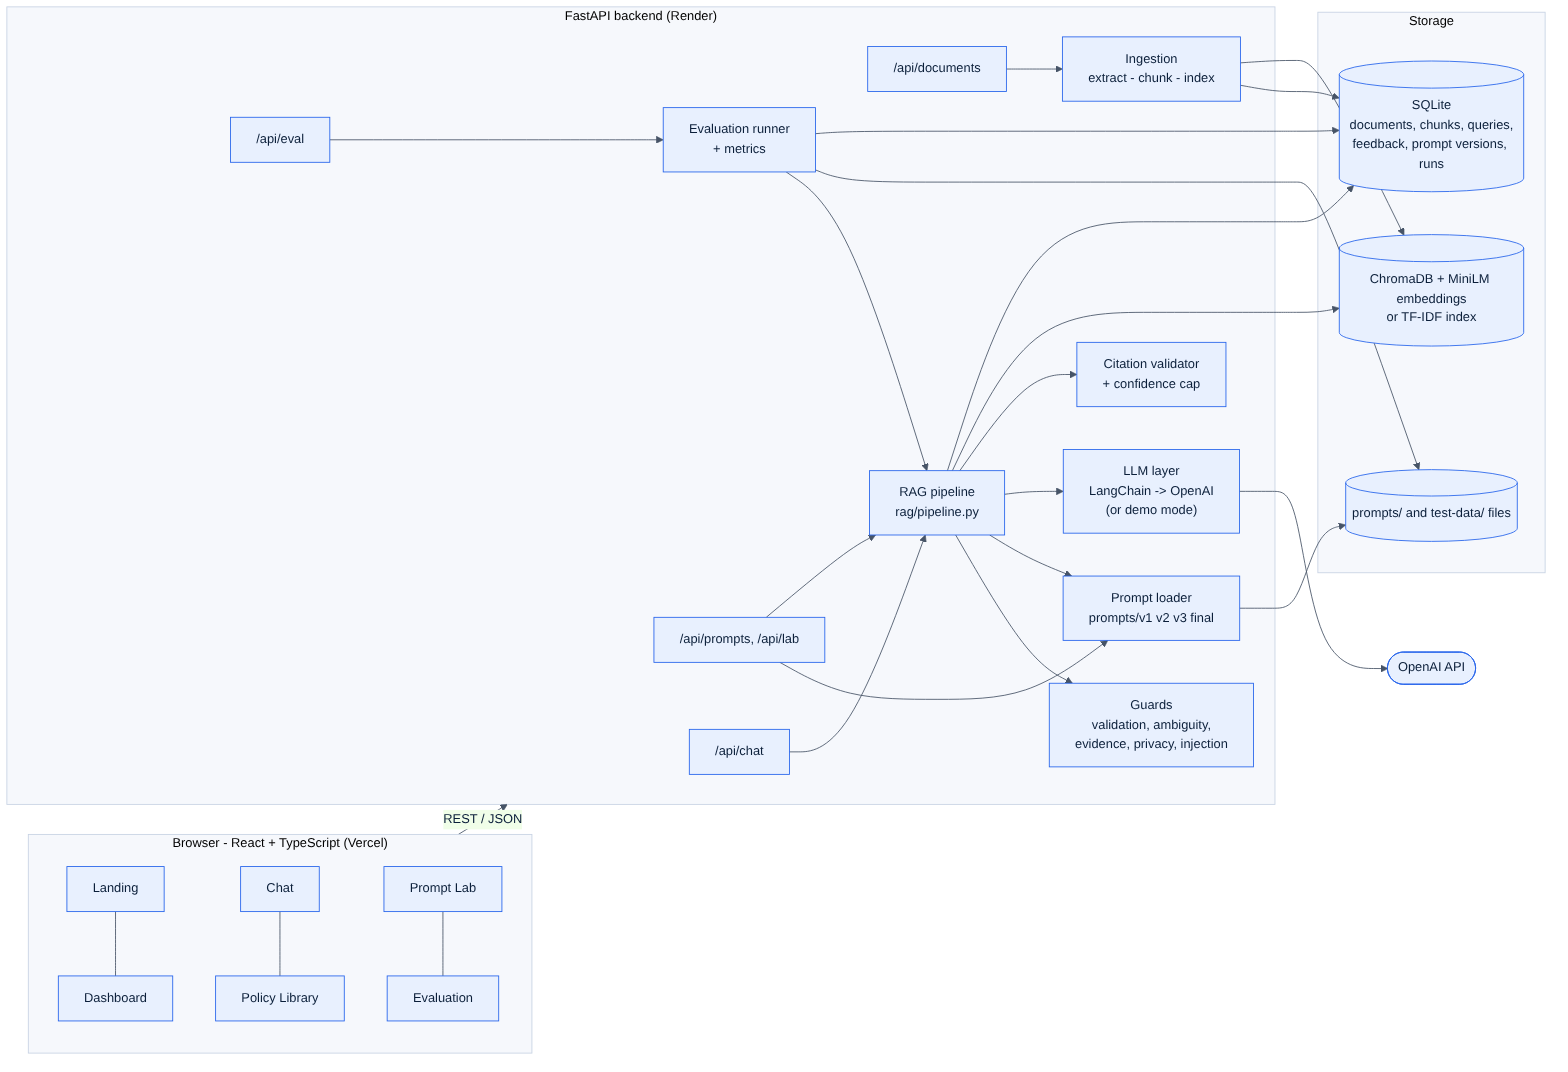 FastAPI backend (Render)
Storage
/api/documents
Ingestion
extract - chunk - index
/api/eval
Evaluation runner
+ metrics
SQLite
documents, chunks, queries,
feedback, prompt versions,
runs
ChromaDB + MiniLM
embeddings
or TF-IDF index
Citation validator
+ confidence cap
RAG pipeline
rag/pipeline.py
LLM layer
LangChain -> OpenAI
(or demo mode)
prompts/ and test-data/ files
/api/prompts, /api/lab
Prompt loader
prompts/v1 v2 v3 final
OpenAI API
/api/chat
Guards
validation, ambiguity,
evidence, privacy, injection
REST / JSON
Browser - React + TypeScript (Vercel)
Landing
Chat
Prompt Lab
Dashboard
Policy Library
Evaluation